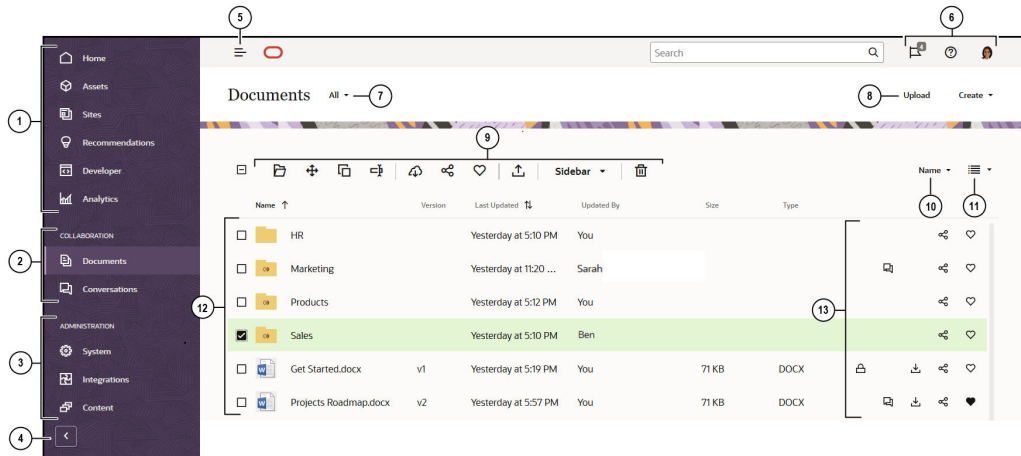 5
6
Home
Search
4
Assets
Documents
All
7
8
Upload
Create
Sites
1
Recommendations
9
Developer
Sidebar
Name
Analytics
10
11
Name
Version
Last Updated
Updated By
Size
Type
COLLABORATION
HR
Yesterday at 5:10 PM
You
2
Documents
Marketing
Yesterday at 11:20 ...
Sarah
Conversations
12
Products
Yesterday at 5:12 PM
You
13
ADMINISTRATION
Sales
Yesterday at 5:10 PM
Ben
System
3
Get Started.docx
v1
Yesterday at 5:19 PM
You
71 KB
DOCX
Integrations
W
Projects Roadmap.docx
v2
Yesterday at 5:57 PM
You
71 KB
DOCX
W
Content
4